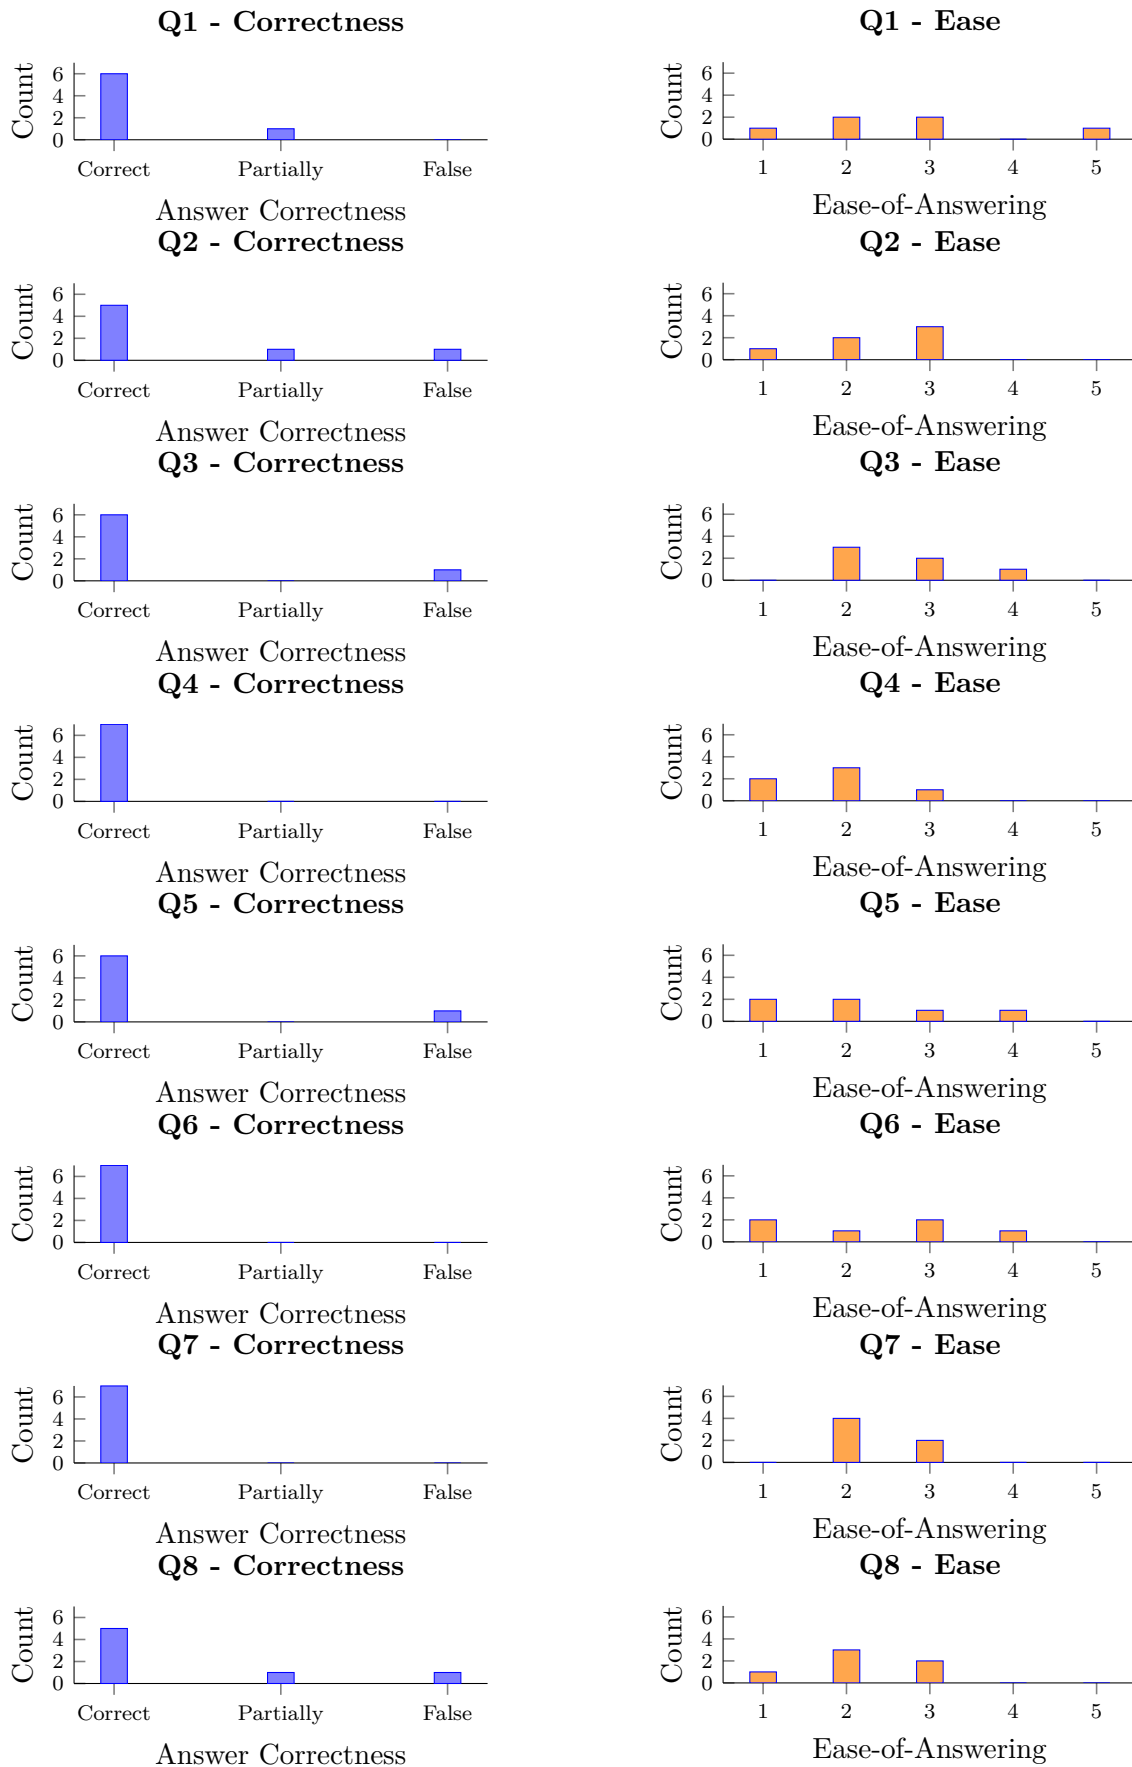 Q1 - Correctness
Count
6
4
2
0
Correct Partially False
Answer Correctness
Q1 - Ease
Count
6
4
2
0
1 2 3 4 5
Ease-of-Answering
Q2 - Correctness
Count
6
4
2
0
Correct Partially False
Answer Correctness
Q2 - Ease
Count
6
4
2
0
1 2 3 4 5
Ease-of-Answering
Q3 - Correctness
Count
6
4
2
0
Correct Partially False
Answer Correctness
Q3 - Ease
Count
6
4
2
0
1 2 3 4 5
Ease-of-Answering
Q4 - Correctness
Count
6
4
2
0
Correct Partially False
Answer Correctness
Q4 - Ease
Count
6
4
2
0
1 2 3 4 5
Ease-of-Answering
Q5 - Correctness
Count
6
4
2
0
Correct Partially False
Answer Correctness
Q5 - Ease
Count
6
4
2
0
1 2 3 4 5
Ease-of-Answering
Q6 - Correctness
Count
6
4
2
0
Correct Partially False
Answer Correctness
Q6 - Ease
Count
6
4
2
0
1 2 3 4 5
Ease-of-Answering
Q7 - Correctness
Count
6
4
2
0
Correct Partially False
Answer Correctness
Q7 - Ease
Count
6
4
2
0
1 2 3 4 5
Ease-of-Answering
Q8 - Correctness
Count
6
4
2
0
Correct Partially False
Answer Correctness
Q8 - Ease
Count
6
4
2
0
1 2 3 4 5
Ease-of-Answering